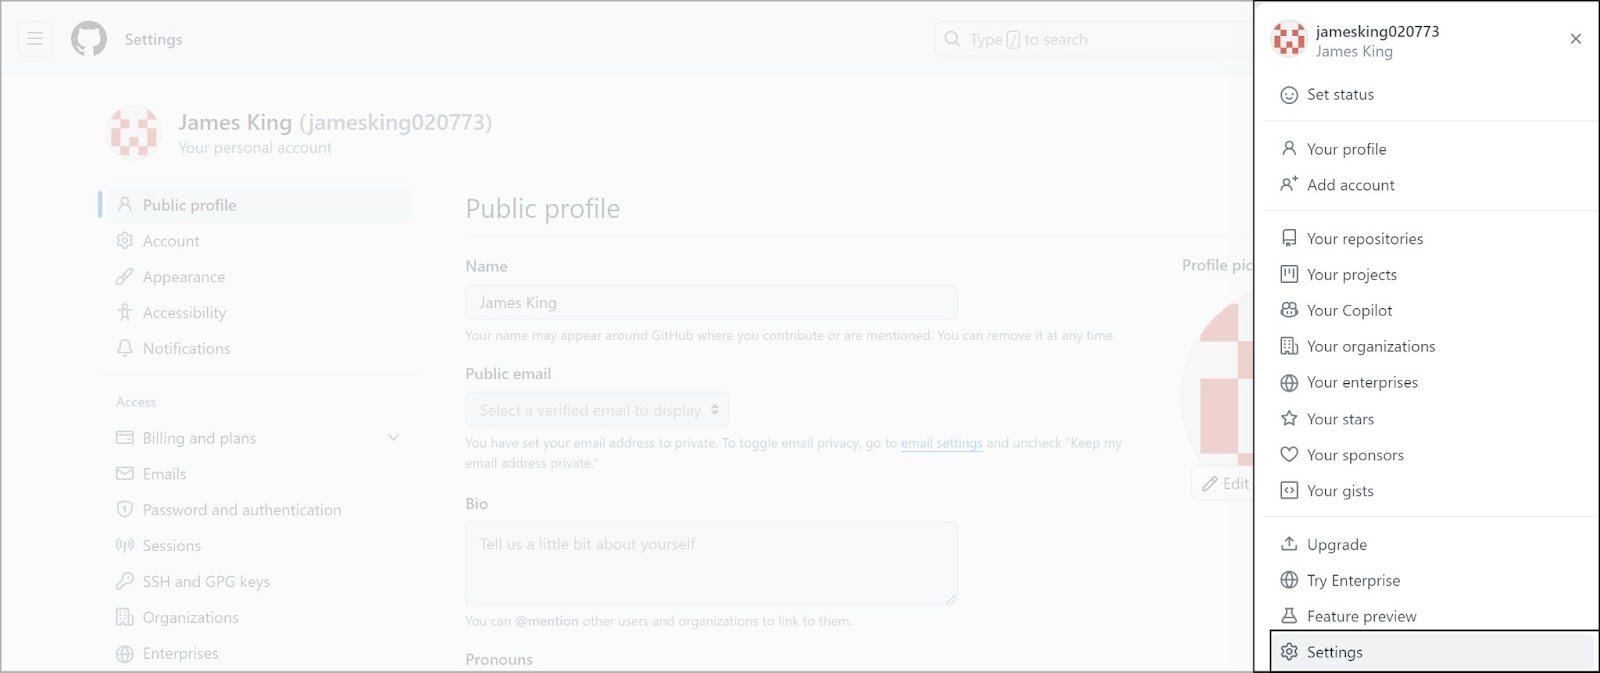 Settings
Type / to search
James King (jamesking020773)
Your personal account
Public profile
Account
Appearance
Accessibility
Notifications
Access
Billing and plans
Emails
Password and authentication
Sessions
SSH and GPG keys
Organizations
Enterprises
Public profile
Name
James King
Your name may appear around GitHub where you contribute or are mentioned. You can remove it at any time.
Public email
Select a verified email to display
You have set your email address to private. To toggle email privacy, go to email settings and uncheck "Keep my
email address private."
Bio
Tell us a little bit about yourself
You can @mention other users and organizations to link to them.
Pronouns
Profile pic
Edit
jamesking020773
James King
Set status
Your profile
Add account
Your repositories
Your projects
Your Copilot
Your organizations
Your enterprises
Your stars
Your sponsors
Your gists
Upgrade
Try Enterprise
Feature preview
Settings